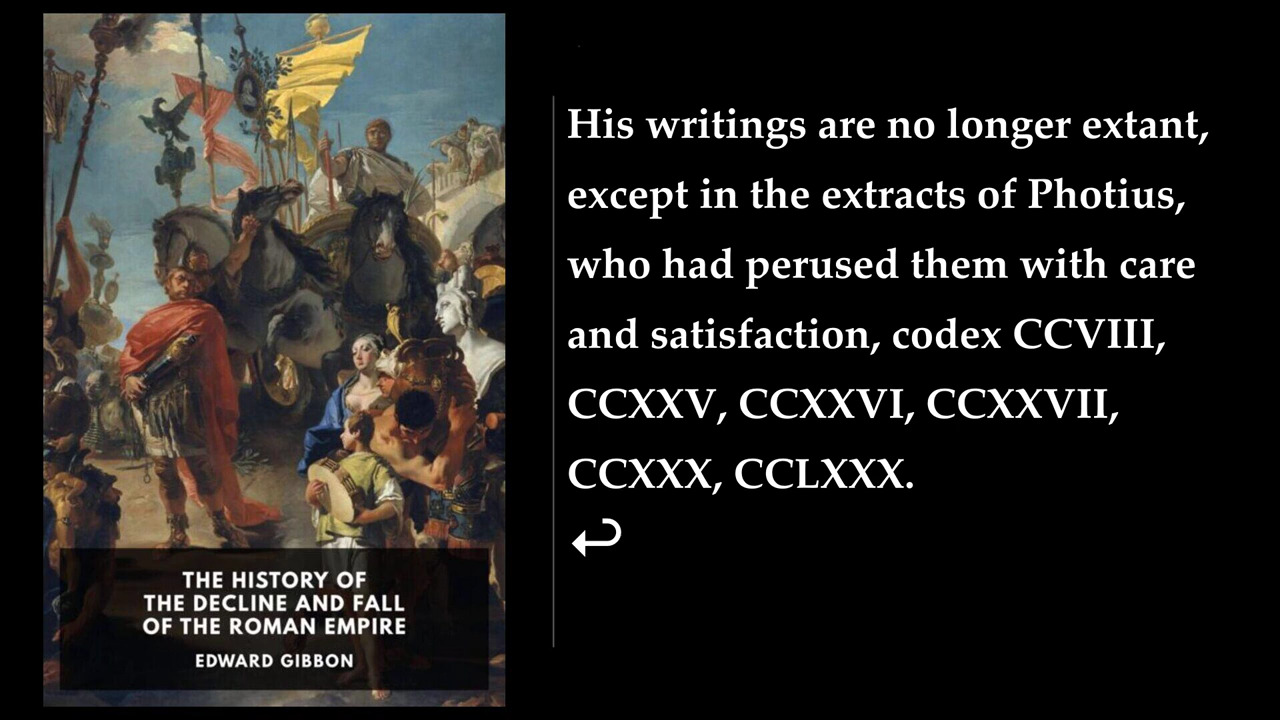 His writings are no longer extant,
except in the extracts of Photius,
who had perused them with care
and satisfaction, codex CCVIII,
CCXXV, CCXXVI, CCXXVII,
CCXXX, CCLXXX.
↩
THE HISTORY OF
THE DECLINE AND FALL
OF THE ROMAN EMPIRE
EDWARD GIBBON